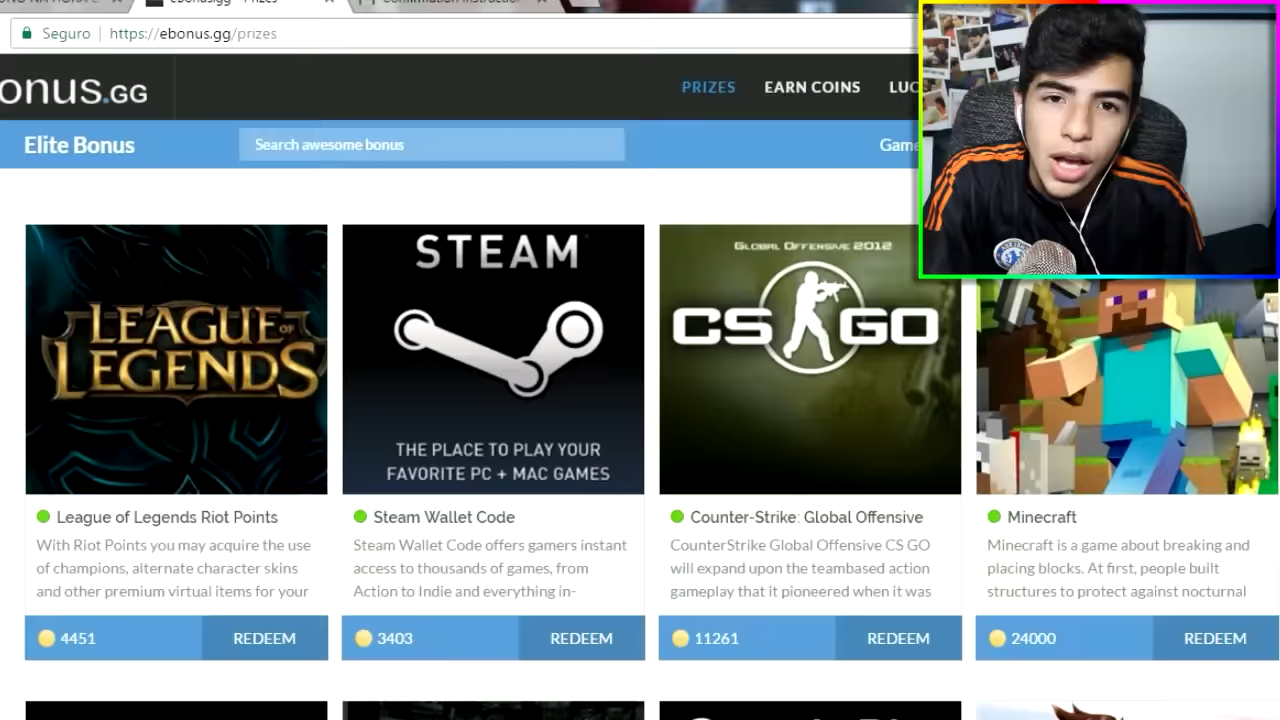 ebonus.gg - Prizes
Confirmation instruction
Seguro
https://ebonus.gg/prizes
onus.GG
PRIZES
EARN COINS
LUC
Elite Bonus
Search awesome bonus
Game
LEAGUE OF LEGENDS
STEAM
THE PLACE TO PLAY YOUR
FAVORITE PC + MAC GAMES
GLOBAL OFFENSIVE 2012
CS GO
League of Legends Riot Points
With Riot Points you may acquire the use
of champions, alternate character skins
and other premium virtual items for your
4451
REDEEM
Steam Wallet Code
Steam Wallet Code offers gamers instant
access to thousands of games, from
Action to Indie and everything in-
3403
REDEEM
Counter-Strike: Global Offensive
CounterStrike Global Offensive CS GO
will expand upon the teambased action
gameplay that it pioneered when it was
11261
REDEEM
Minecraft
Minecraft is a game about breaking and
placing blocks. At first, people built
structures to protect against nocturnal
24000
REDEEM